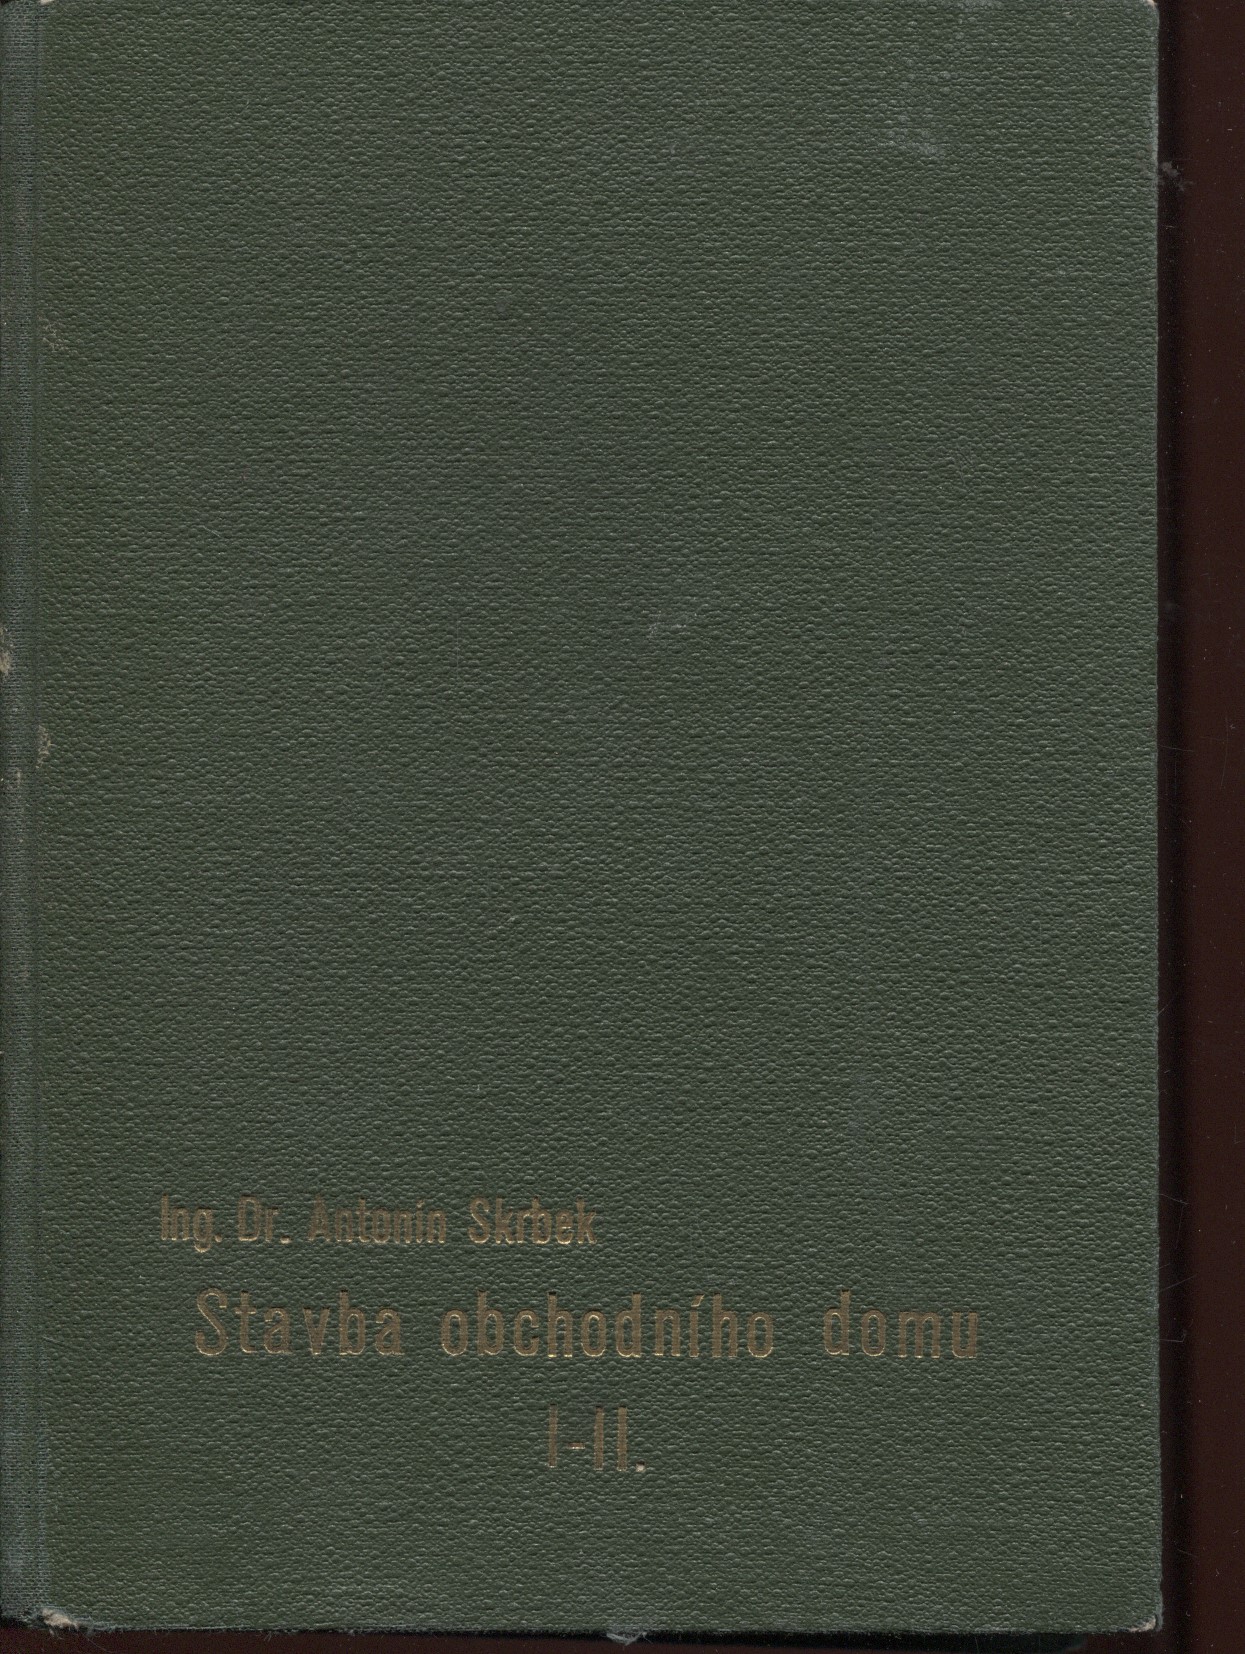 Ing. Dr. Antonín Skrbek
Stavba obchodního domu
I-II.